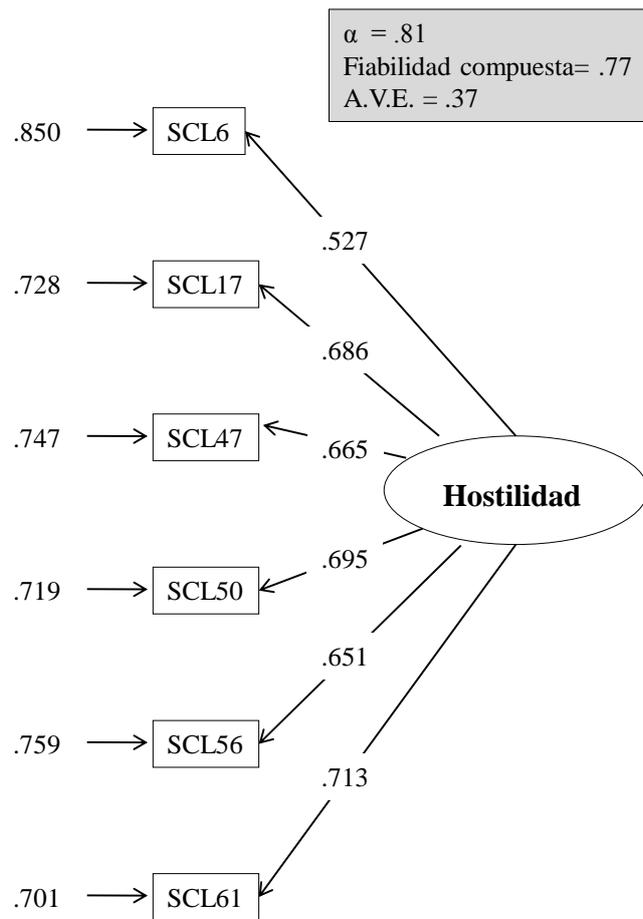 α = .81
Fiabilidad compuesta= .77
A.V.E. = .37
.850
SCL6
.527
.728
SCL17
.686
.747
SCL47
.665
Hostilidad
.695
.719
SCL50
.651
.759
SCL56
.713
.701
SCL61